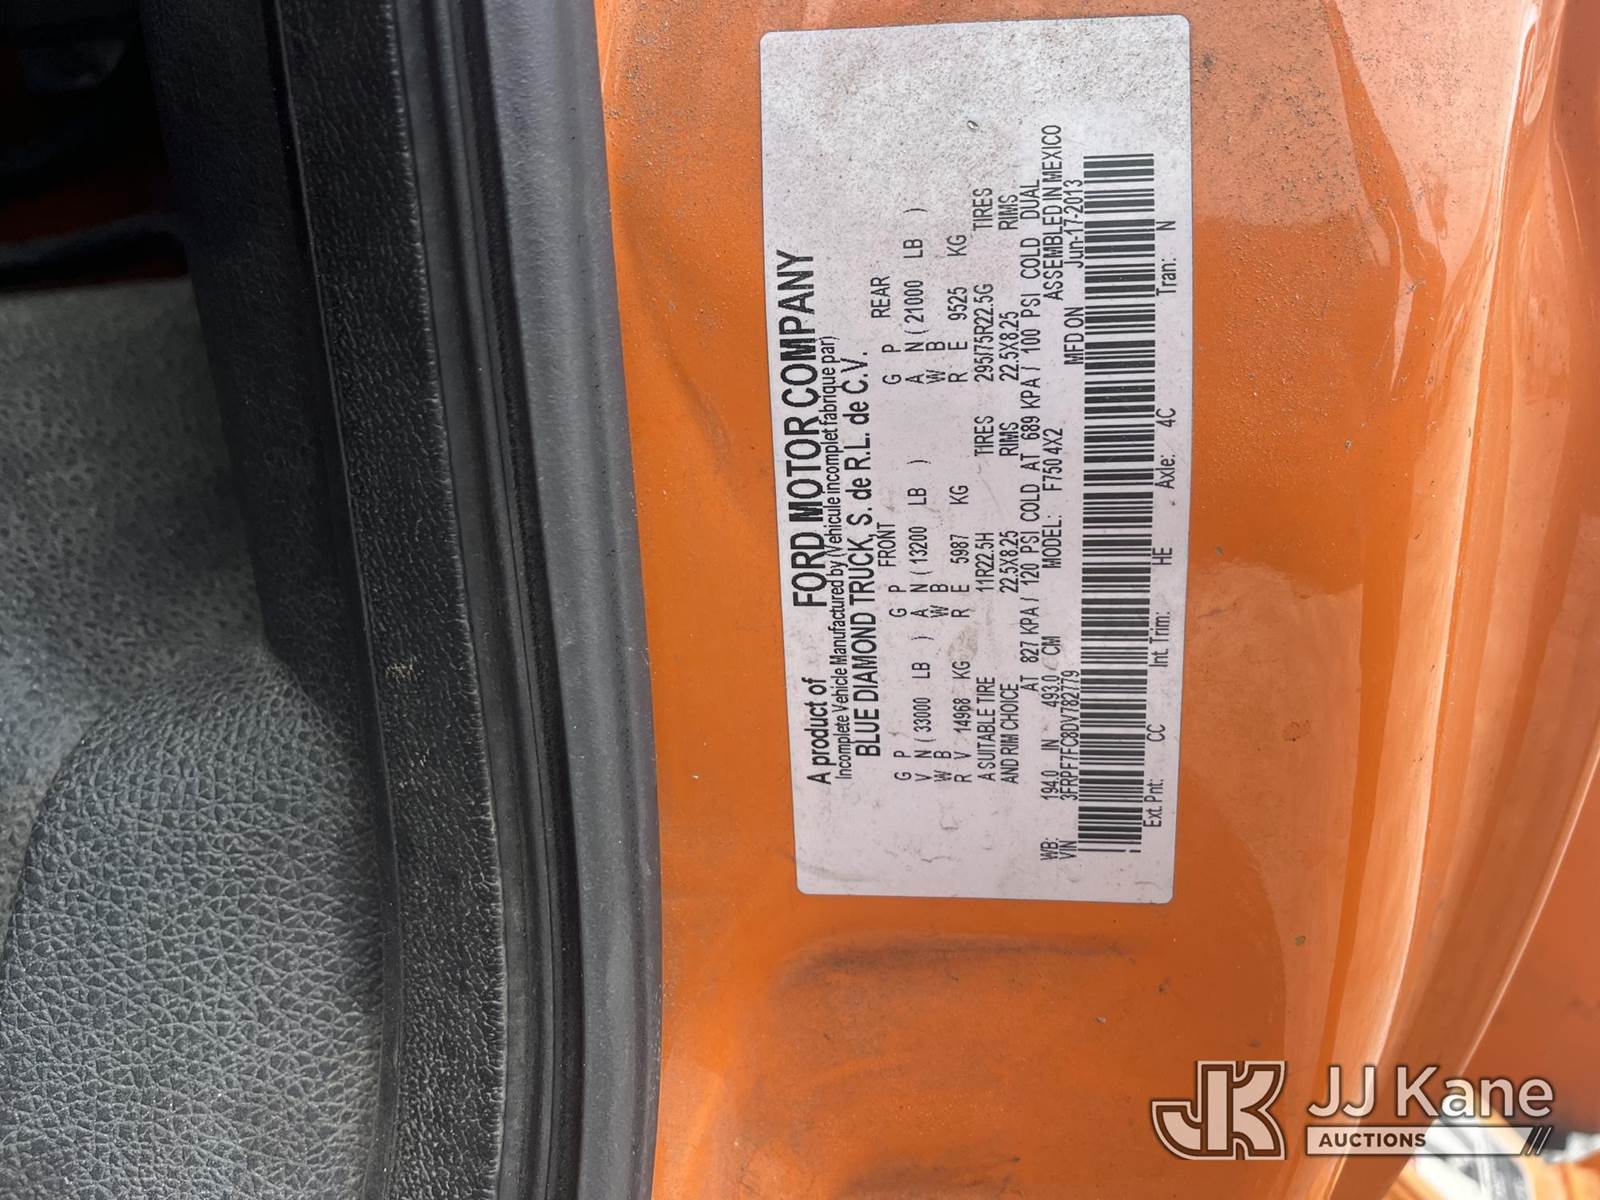 A product of FORD MOTOR COMPANY
Incomplete Vehicle Manufactured by (Vehicule incomplet fabrique par)
BLUE DIAMOND TRUCK, S. de R.L. de C.V.
FRONT REAR
G P G P G P
V N ( 33000 LB ) A N ( 13200 LB ) A N ( 21000 LB )
W B W B W B
R V 14968 KG R E 5987 KG R E 9525 KG
A SUITABLE TIRE 11R22.5H TIRES 295/75R22.5G TIRES
AND RIM CHOICE 22.5X8.25 RIMS 22.5X8.25 RIMS
AT 827 KPA / 120 PSI COLD AT 689 KPA / 100 PSI COLD DUAL
WB: 194.0 IN 493.0 CM MODEL: F750 4X2 ASSEMBLED IN MEXICO
VIN 3FRPF7FC8DV782779 MFD ON Jun-17-2013
Ext. Pnt: CC Int. Trim: HE Axle: 4C Tran: N
JK JJ Kane
AUCTIONS